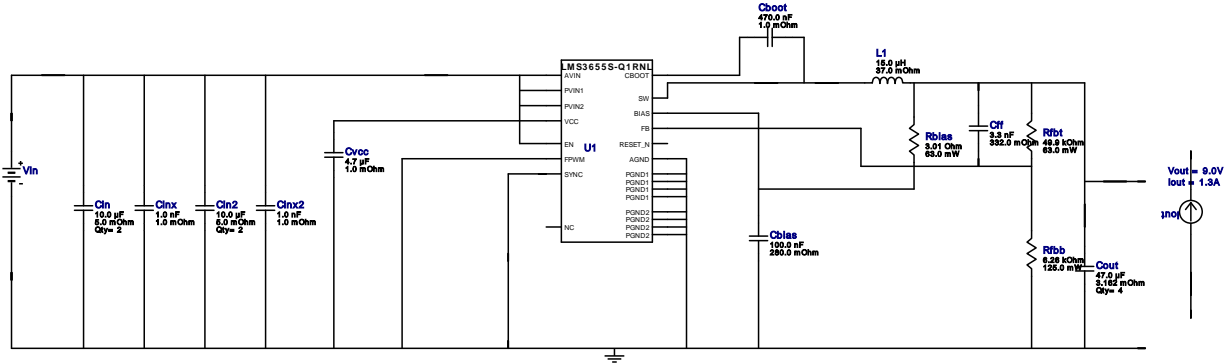 Cboot
470.0 nF
1.0 mOhm
L1
15.0 µH
37.0 mOhm
LMS3655S-Q1RNL
AVIN
PVIN1
PVIN2
VCC
EN
FPWM
SYNC
NC
CBOOT
SW
BIAS
FB
RESET_N
AGND
PGND1
PGND1
PGND1
PGND1
PGND2
PGND2
PGND2
PGND2
U1
Vin
Cin
10.0 µF
5.0 mOhm
Qty= 2
Cinx
1.0 nF
1.0 mOhm
Cin2
10.0 µF
5.0 mOhm
Qty= 2
Cinx2
1.0 nF
1.0 mOhm
Cvcc
4.7 µF
1.0 mOhm
Cbias
100.0 nF
280.0 mOhm
Rbias
3.01 Ohm
63.0 mW
Cff
3.3 nF
332.0 mOhm
Rfbt
49.9 kOhm
63.0 mW
Rfbb
6.26 kOhm
125.0 mW
Cout
47.0 µF
3.162 mOhm
Qty= 4
Vout = 9.0V
Iout = 1.3A
Iout